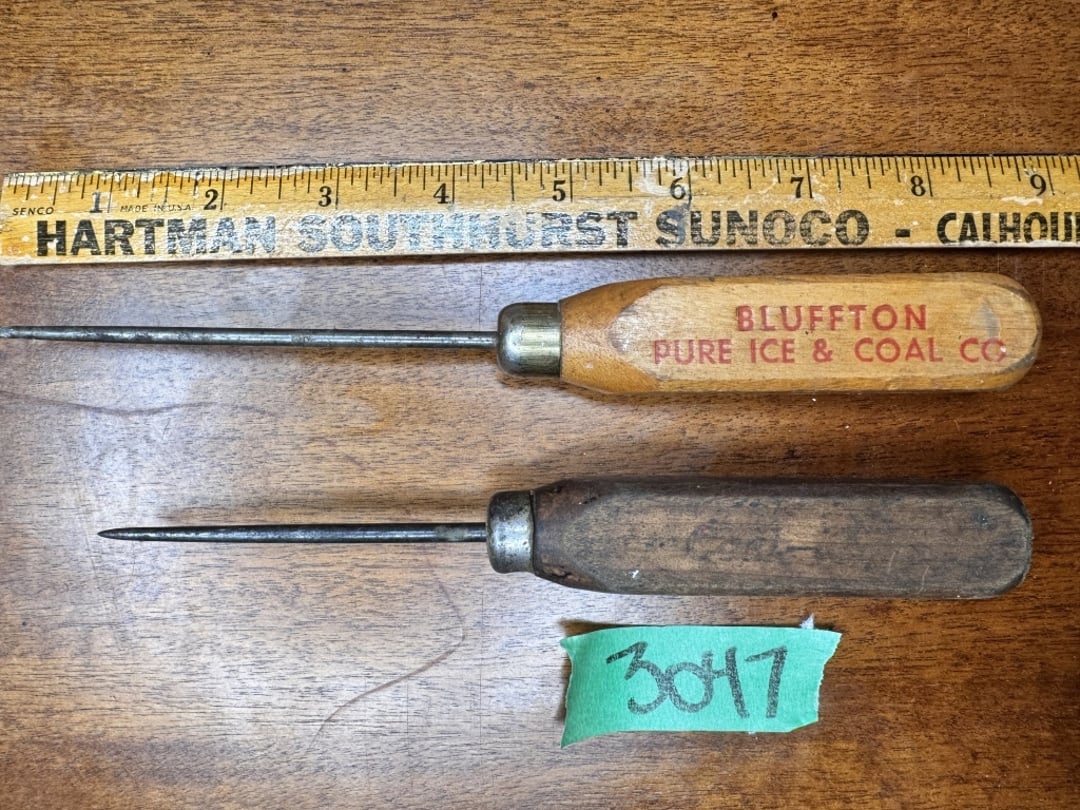 1 2 3 4 5 6 7 8 9
SENCO MADE IN U.S.A.
HARTMAN SOUTHHURST SUNOCO - CALHOU
BLUFFTON
PURE ICE & COAL CO
3047